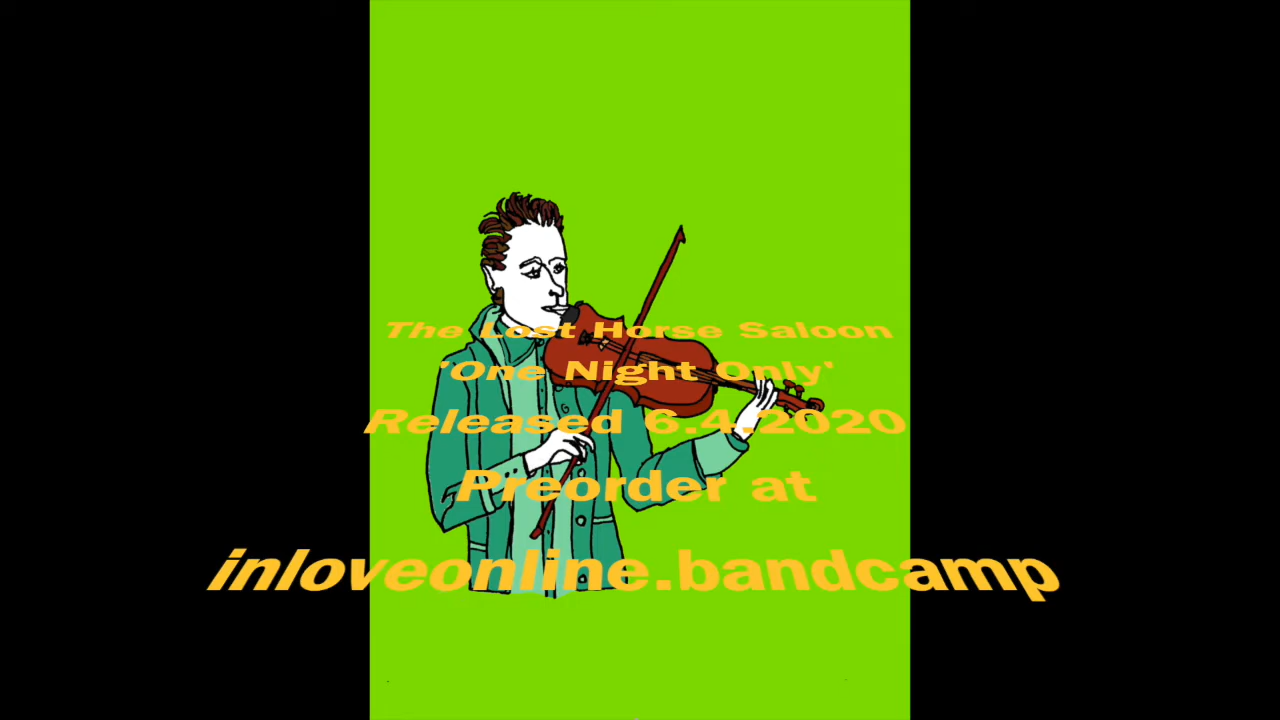 The Lost Horse Saloon
'One Night Only'
Released 6.4.2020
Preorder at
inloveonline.bandcamp